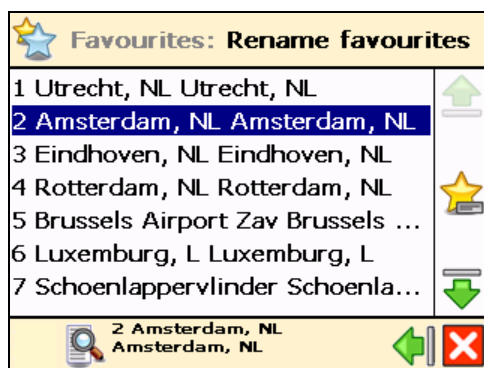 Favourites: Rename favourites
1 Utrecht, NL Utrecht, NL
2 Amsterdam, NL Amsterdam, NL
3 Eindhoven, NL Eindhoven, NL
4 Rotterdam, NL Rotterdam, NL
5 Brussels Airport Zav Brussels ...
6 Luxemburg, L Luxemburg, L
7 Schoenlappervlinder Schoenla...
2 Amsterdam, NL
Amsterdam, NL